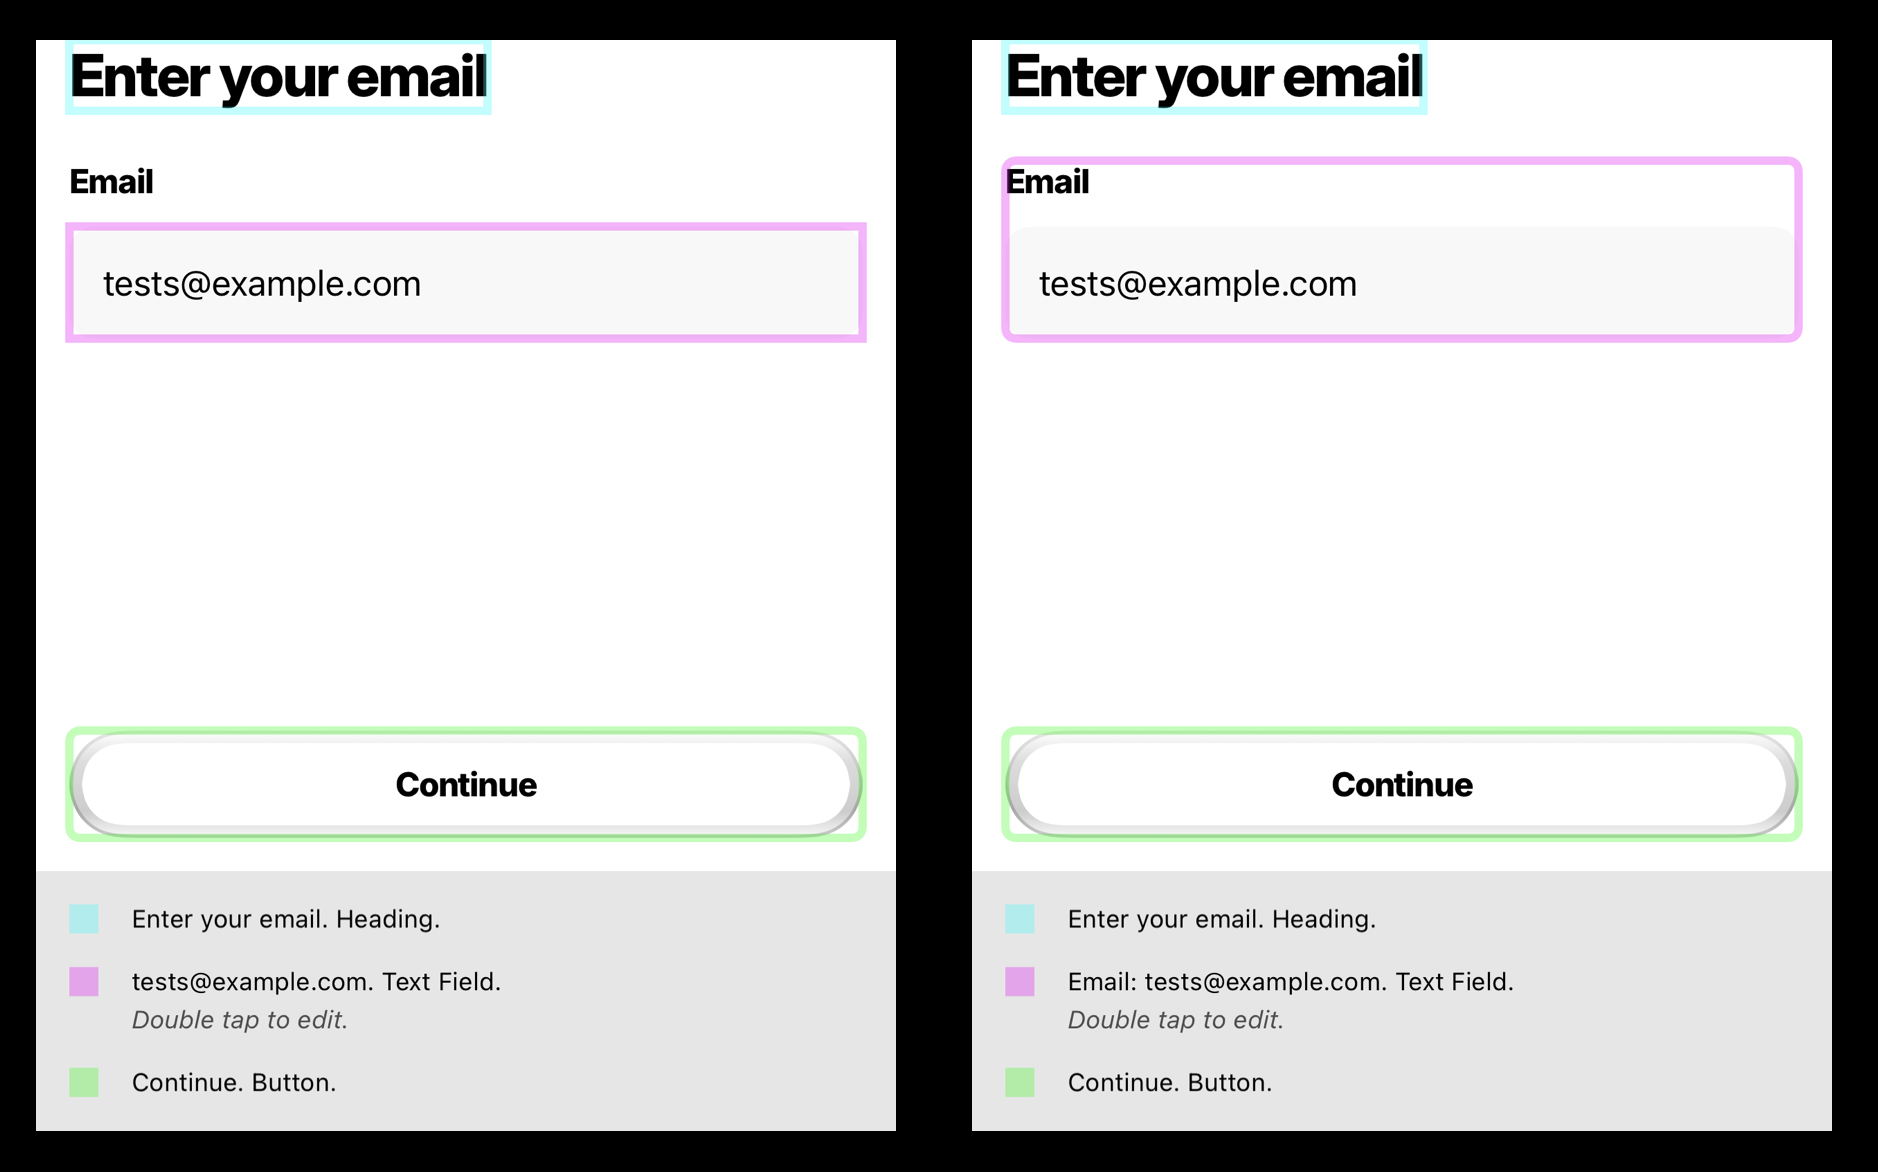 Enter your email
Email
tests@example.com
Continue
Enter your email. Heading.
tests@example.com. Text Field.
Double tap to edit.
Continue. Button.
Enter your email
Email
tests@example.com
Continue
Enter your email. Heading.
Email: tests@example.com. Text Field.
Double tap to edit.
Continue. Button.